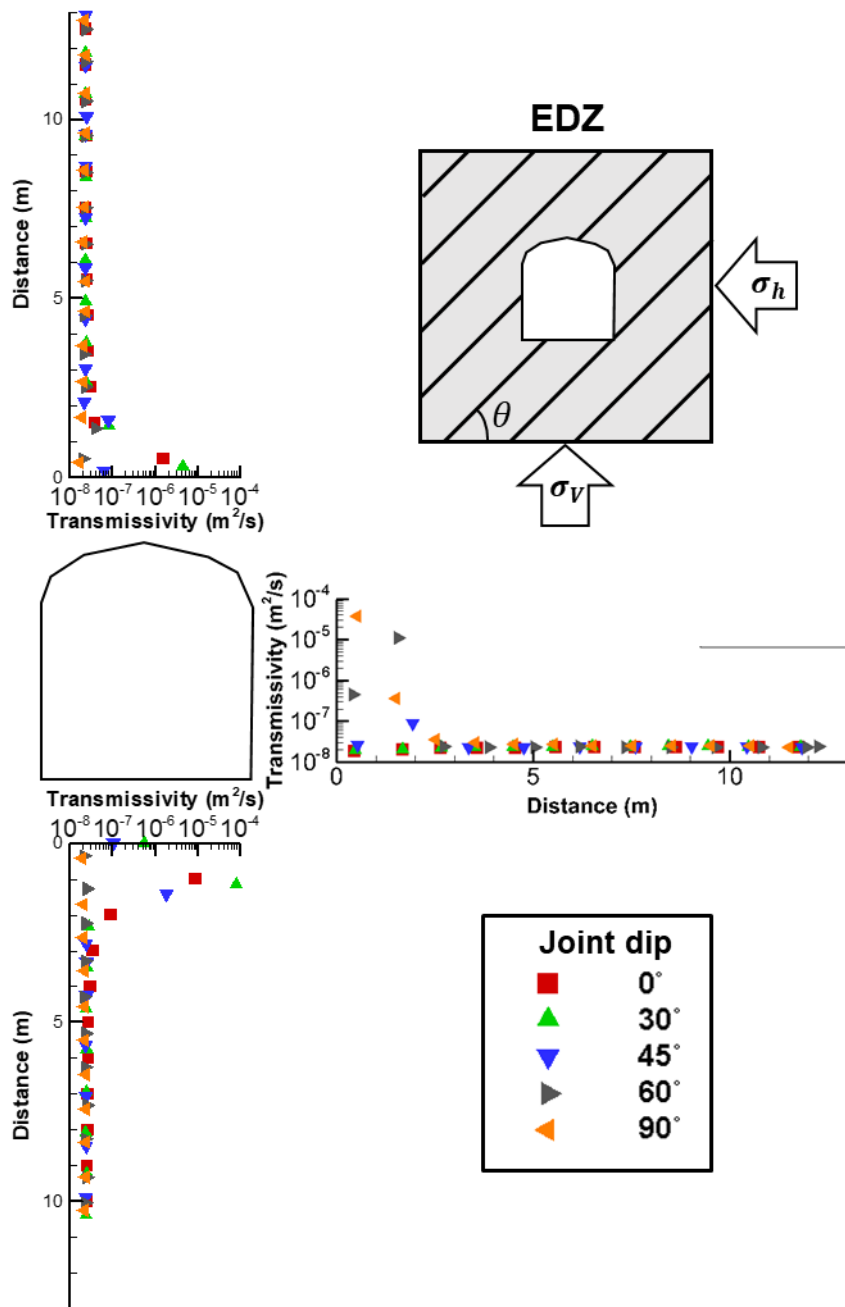 10
5
0
Distance (m)
10⁻⁸ 10⁻⁷ 10⁻⁶ 10⁻⁵ 10⁻⁴
Transmissivity (m²/s)
EDZ
σₕ
θ
σ_V
Transmissivity (m²/s)
10⁻⁴
10⁻⁵
10⁻⁶
10⁻⁷
10⁻⁸
0 5 10
Distance (m)
Transmissivity (m²/s)
10⁻⁸ 10⁻⁷ 10⁻⁶ 10⁻⁵ 10⁻⁴
0
5
10
Distance (m)
Joint dip
0°
30°
45°
60°
90°